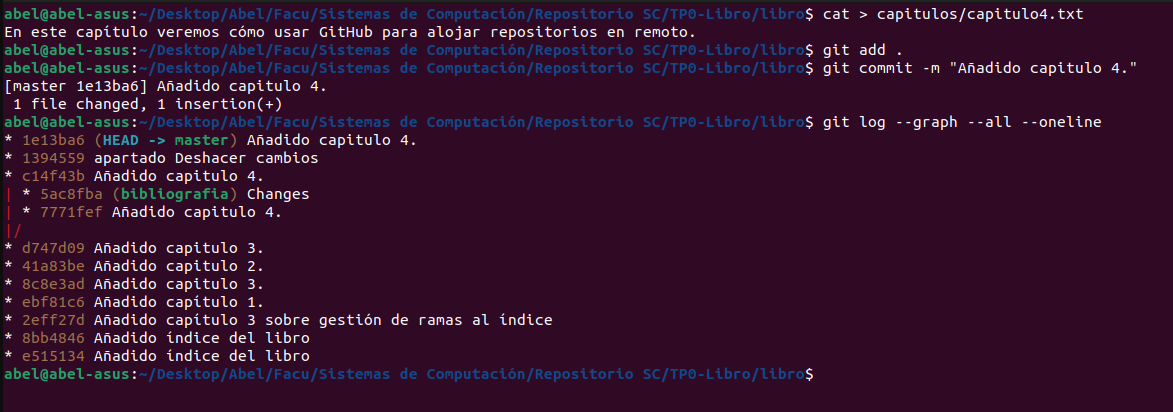 abel@abel-asus:~/Desktop/Abel/Facu/Sistemas de Computación/Repositorio SC/TP0-Libro/libro$ cat > capitulos/capitulo4.txt
En este capítulo veremos cómo usar GitHub para alojar repositorios en remoto.
abel@abel-asus:~/Desktop/Abel/Facu/Sistemas de Computación/Repositorio SC/TP0-Libro/libro$ git add .
abel@abel-asus:~/Desktop/Abel/Facu/Sistemas de Computación/Repositorio SC/TP0-Libro/libro$ git commit -m "Añadido capitulo 4."
[master 1e13ba6] Añadido capitulo 4.
 1 file changed, 1 insertion(+)
abel@abel-asus:~/Desktop/Abel/Facu/Sistemas de Computación/Repositorio SC/TP0-Libro/libro$ git log --graph --all --oneline
* 1e13ba6 (HEAD -> master) Añadido capitulo 4.
* 1394559 apartado Deshacer cambios
* c14f43b Añadido capitulo 4.
| * 5ac8fba (bibliografia) Changes
| * 7771fef Añadido capitulo 4.
|/
* d747d09 Añadido capitulo 3.
* 41a83be Añadido capitulo 2.
* 8c8e3ad Añadido capitulo 3.
* ebf81c6 Añadido capitulo 1.
* 2eff27d Añadido capítulo 3 sobre gestión de ramas al índice
* 8bb4846 Añadido índice del libro
* e515134 Añadido índice del libro
abel@abel-asus:~/Desktop/Abel/Facu/Sistemas de Computación/Repositorio SC/TP0-Libro/libro$